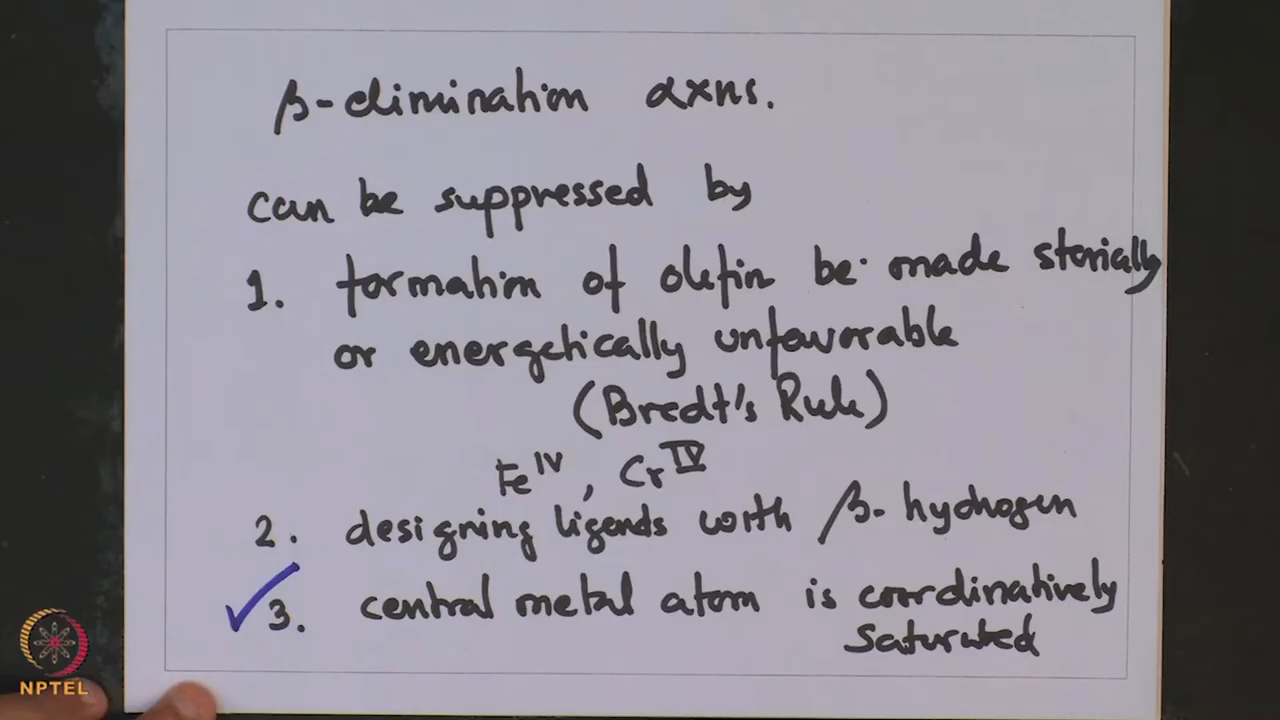 β-elimination rxns.
can be suppressed by
1. formation of olefin be made sterially
or energetically unfavorable
(Bredt's Rule)
Fe^IV, Cr^IV
2. designing ligends with β-hydrogen
3. central metal atom is coordinatively
saturated
NPTEL